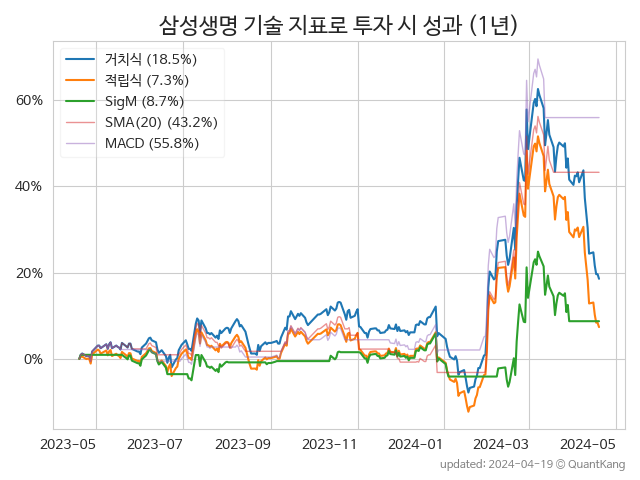 삼성생명 기술 지표로 투자 시 성과 (1년)
거치식 (18.5%)
적립식 (7.3%)
SigM (8.7%)
SMA(20) (43.2%)
MACD (55.8%)
60%
40%
20%
0%
2023-05 2023-07 2023-09 2023-11 2024-01 2024-03 2024-05
updated: 2024-04-19 © QuantKang